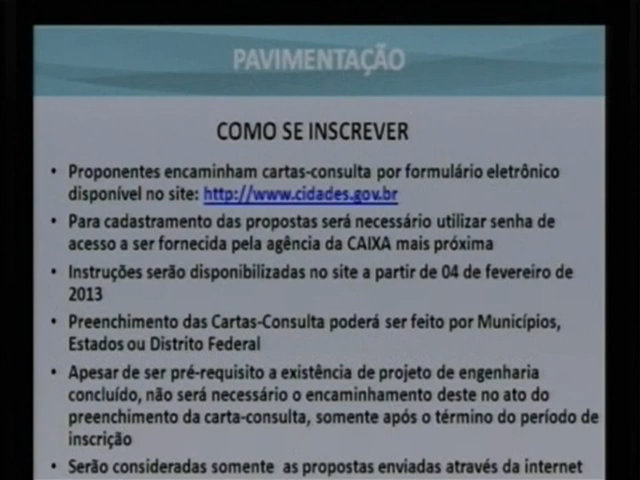 PAVIMENTAÇÃO
COMO SE INSCREVER
• Proponentes encaminham cartas-consulta por formulário eletrônico
disponível no site: http://www.cidades.gov.br
• Para cadastramento das propostas será necessário utilizar senha de
acesso a ser fornecida pela agência da CAIXA mais próxima
• Instruções serão disponibilizadas no site a partir de 04 de fevereiro de
2013
• Preenchimento das Cartas-Consulta poderá ser feito por Municípios,
Estados ou Distrito Federal
• Apesar de ser pré-requisito a existência de projeto de engenharia
concluído, não será necessário o encaminhamento deste no ato do
preenchimento da carta-consulta, somente após o término do período de
inscrição
• Serão consideradas somente as propostas enviadas através da internet